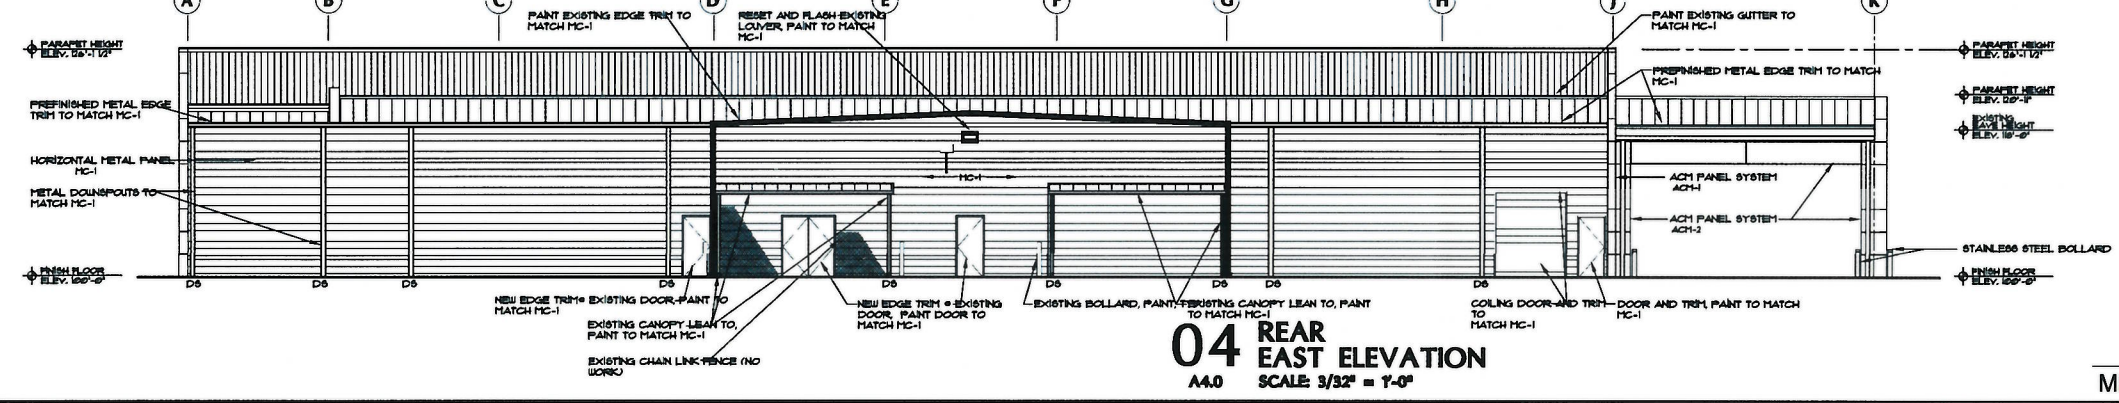 A B C D E F G H J K
PAINT EXISTING EDGE TRIM TO
MATCH MC-1
RESET AND FLASH EXISTING
LOUVER, PAINT TO MATCH
MC-1
PAINT EXISTING GUTTER TO
MATCH MC-1
PARAPET HEIGHT
ELEV. 126'-1 1/2"
PARAPET HEIGHT
ELEV. 126'-1 1/2"
PREFINISHED METAL EDGE TRIM TO MATCH
MC-1
PREFINISHED METAL EDGE
TRIM TO MATCH MC-1
PARAPET HEIGHT
ELEV. 120'-11"
EXISTING
EAVE HEIGHT
ELEV. 118'-0"
HORIZONTAL METAL PANEL
MC-1
MC-1
ACM PANEL SYSTEM
ACM-1
METAL DOWNSPOUTS TO
MATCH MC-1
ACM PANEL SYSTEM
ACM-2
STAINLESS STEEL BOLLARD
FINISH FLOOR
ELEV. 100'-0"
FINISH FLOOR
ELEV. 100'-0"
DS DS DS DS DS DS DS DS
NEW EDGE TRIM@ EXISTING DOOR, PAINT TO
MATCH MC-1
EXISTING CANOPY LEAN TO,
PAINT TO MATCH MC-1
EXISTING CHAIN LINK FENCE (NO
WORK)
NEW EDGE TRIM @ EXISTING
DOOR, PAINT DOOR TO
MATCH MC-1
EXISTING BOLLARD, PAINT,
EXISTING CANOPY LEAN TO, PAINT
TO MATCH MC-1
COILING DOOR AND TRIM
TO
MATCH MC-1
DOOR AND TRIM, PAINT TO MATCH
MC-1
04 REAR
EAST ELEVATION
A4.0 SCALE: 3/32" = 1'-0"
M